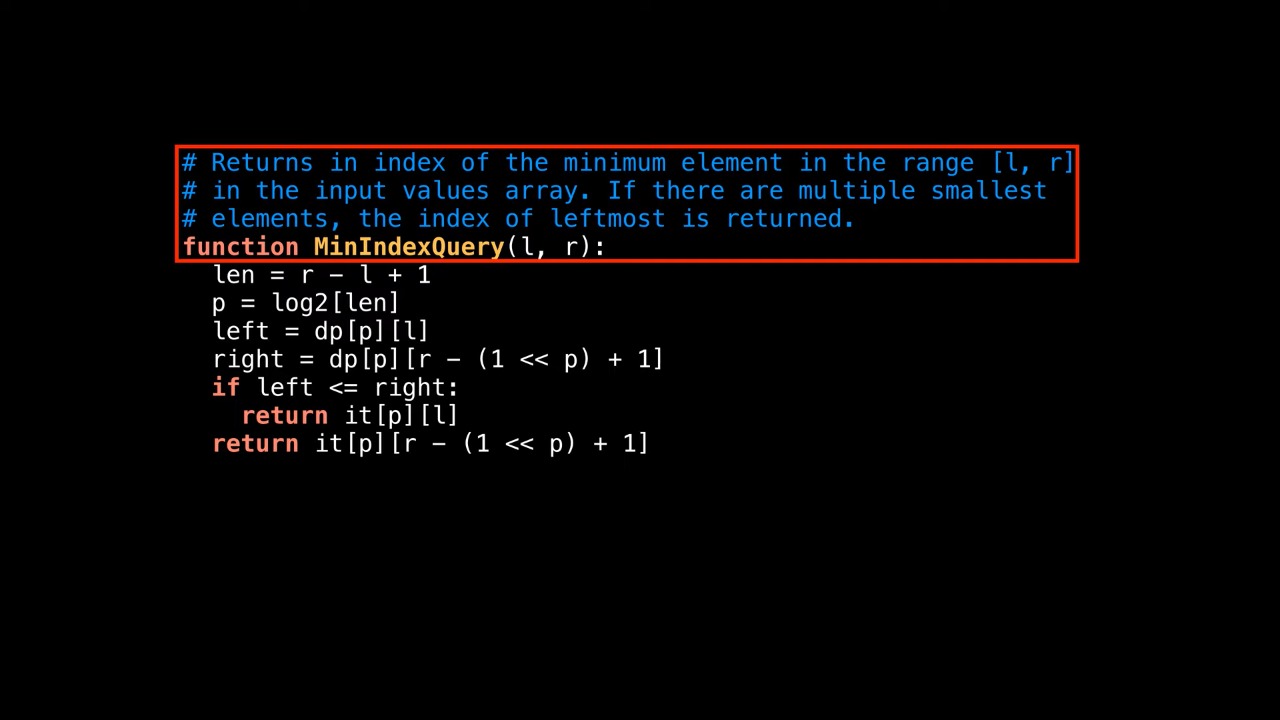 # Returns in index of the minimum element in the range [l, r]
# in the input values array. If there are multiple smallest
# elements, the index of leftmost is returned.
function MinIndexQuery(l, r):
  len = r - l + 1
  p = log2[len]
  left = dp[p][l]
  right = dp[p][r - (1 << p) + 1]
  if left <= right:
    return it[p][l]
  return it[p][r - (1 << p) + 1]